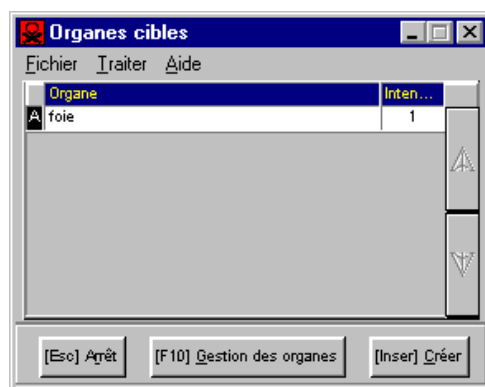 Organes cibles
Fichier Traiter Aide
Organe Inten...
A foie 1
[Esc] Arrêt [F10] Gestion des organes [Inser] Créer